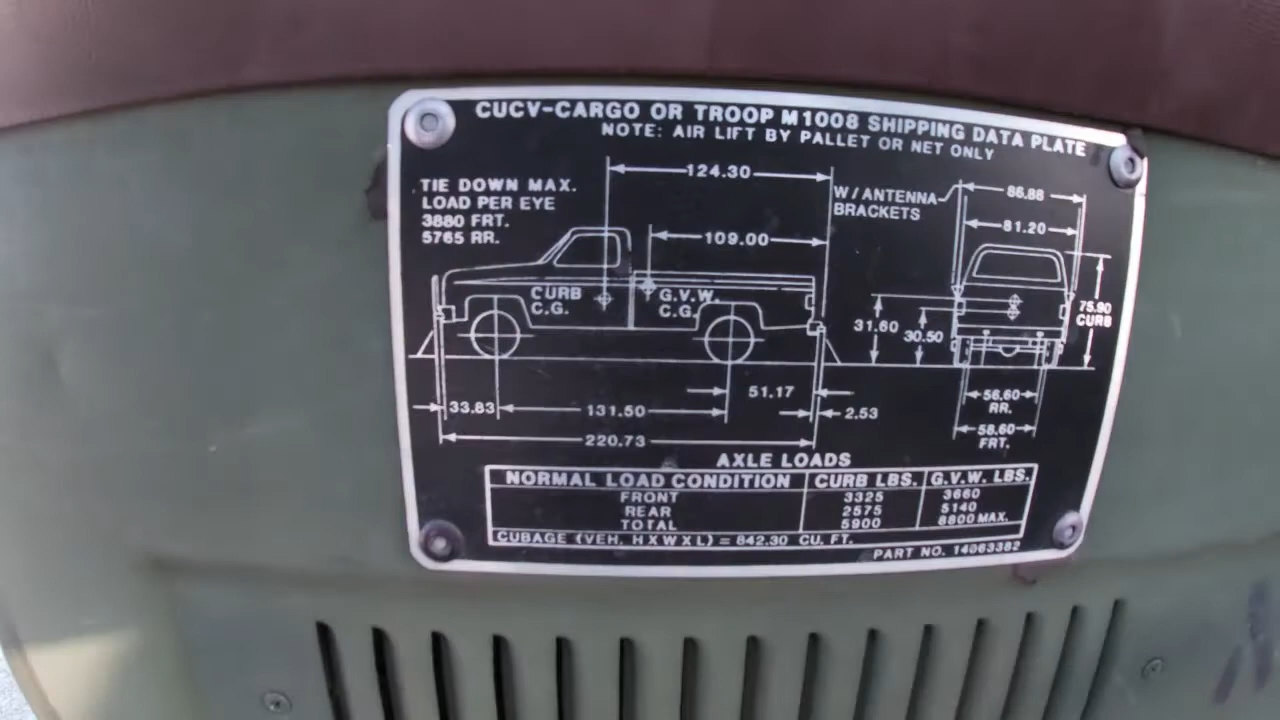 CUCV-CARGO OR TROOP M1008 SHIPPING DATA PLATE
NOTE: AIR LIFT BY PALLET OR NET ONLY
TIE DOWN MAX.
LOAD PER EYE
3880 FRT.
5765 RR.
124.30
109.00
W/ANTENNA
BRACKETS
86.88
81.20
CURB
C.G.
G.V.W.
C.G.
31.60
30.50
75.90
CURB
33.83
131.50
51.17
2.53
220.73
56.60
RR.
58.60
FRT.
AXLE LOADS
NORMAL LOAD CONDITION CURB LBS. G.V.W. LBS.
FRONT 3325 3660
REAR 2575 5140
TOTAL 5900 8800 MAX.
CUBAGE (VEH. HXWXL) = 842.30 CU. FT.
PART NO. 14063382